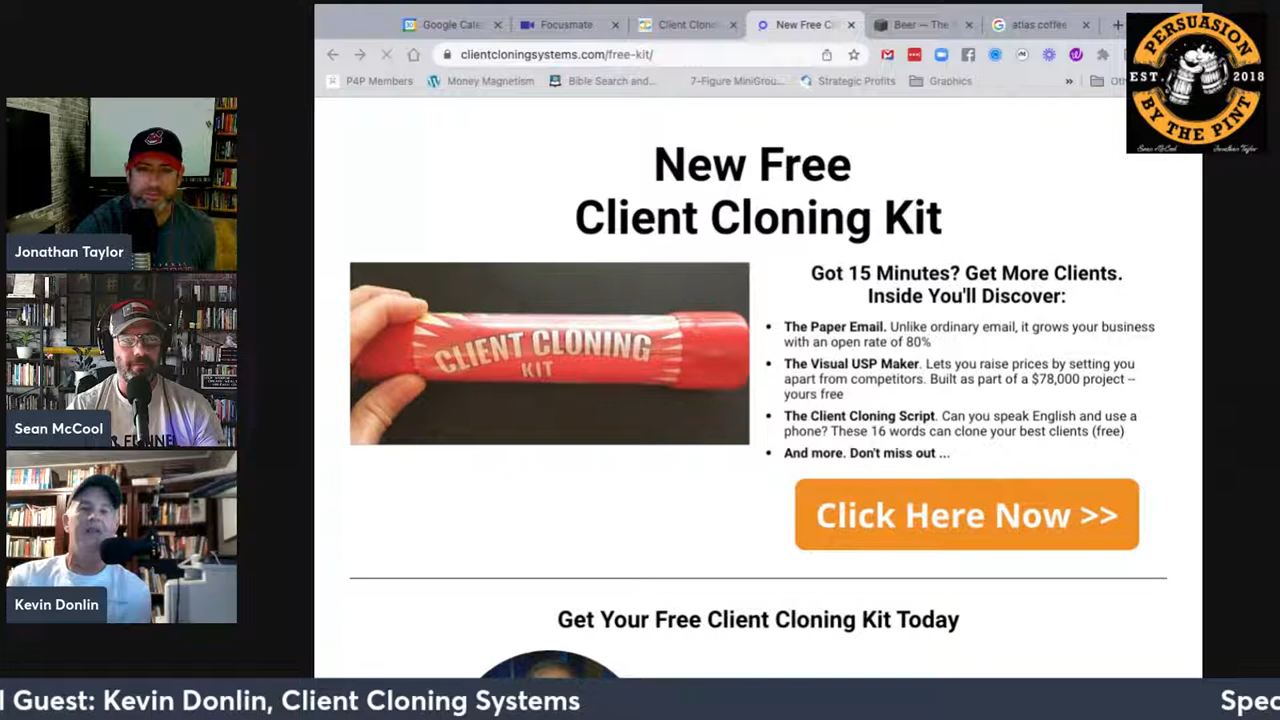 Google Cale
Focusmate
Client Clonin
New Free C
Beer — The
atlas coffee
clientcloningsystems.com/free-kit/
P4P Members
Money Magnetism
Bible Search and...
7-Figure MiniGrou...
Strategic Profits
Graphics
PERSUASION
EST. 2018
BY THE PINT
Sean McCool
Jonathan Taylor
New Free
Client Cloning Kit
CLIENT CLONING
KIT
Got 15 Minutes? Get More Clients.
Inside You'll Discover:
The Paper Email. Unlike ordinary email, it grows your business
with an open rate of 80%
The Visual USP Maker. Lets you raise prices by setting you
apart from competitors. Built as part of a $78,000 project --
yours free
The Client Cloning Script. Can you speak English and use a
phone? These 16 words can clone your best clients (free)
And more. Don't miss out ...
Click Here Now >>
Get Your Free Client Cloning Kit Today
Jonathan Taylor
Sean McCool
Kevin Donlin
l Guest: Kevin Donlin, Client Cloning Systems
Spec